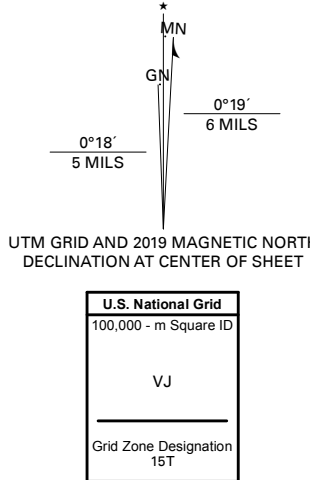 MN
GN
0°19´
6 MILS
0°18´
5 MILS
UTM GRID AND 2019 MAGNETIC NORTH
DECLINATION AT CENTER OF SHEET
U.S. National Grid
100,000 - m Square ID
VJ
Grid Zone Designation
15T